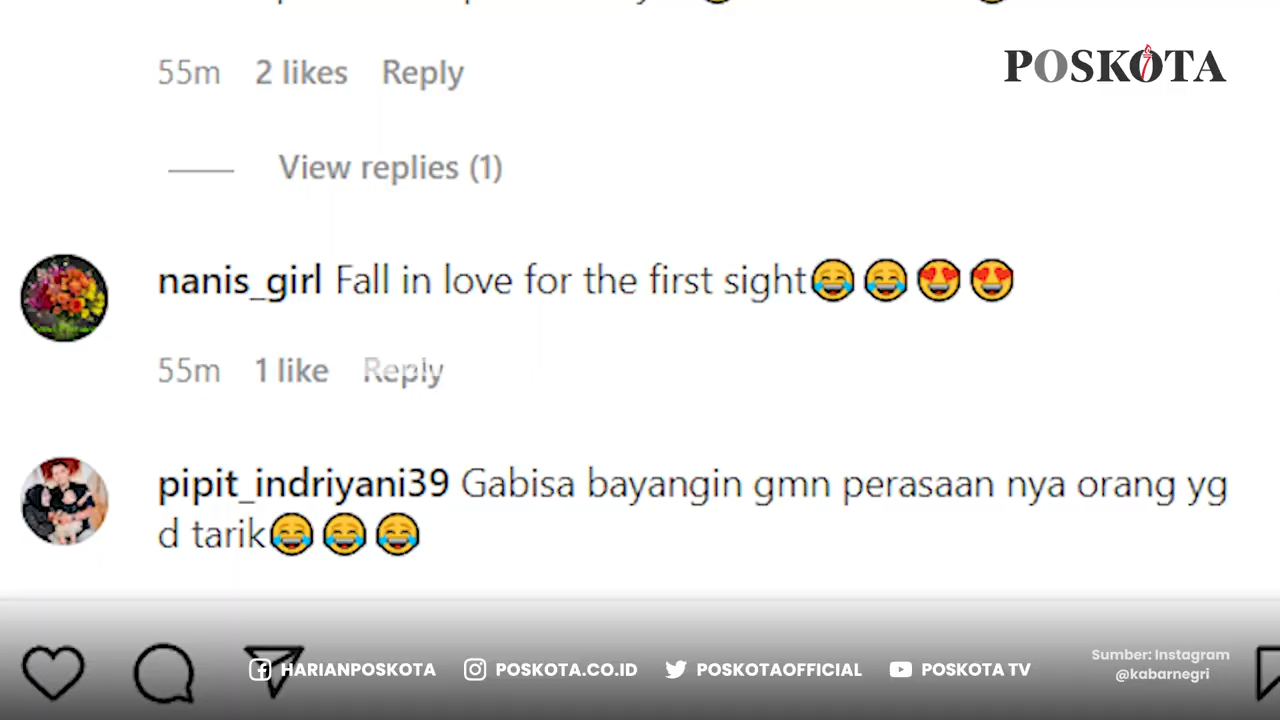 POSKOTA
55m 2 likes Reply
View replies (1)
nanis_girl Fall in love for the first sight😂😂😍😍
55m 1 like Reply
pipit_indriyani39 Gabisa bayangin gmn perasaan nya orang yg
d tarik😂😂😂
HARIANPOSKOTA POSKOTA.CO.ID POSKOTAOFFICIAL POSKOTA TV
Sumber: Instagram
@kabarnegri